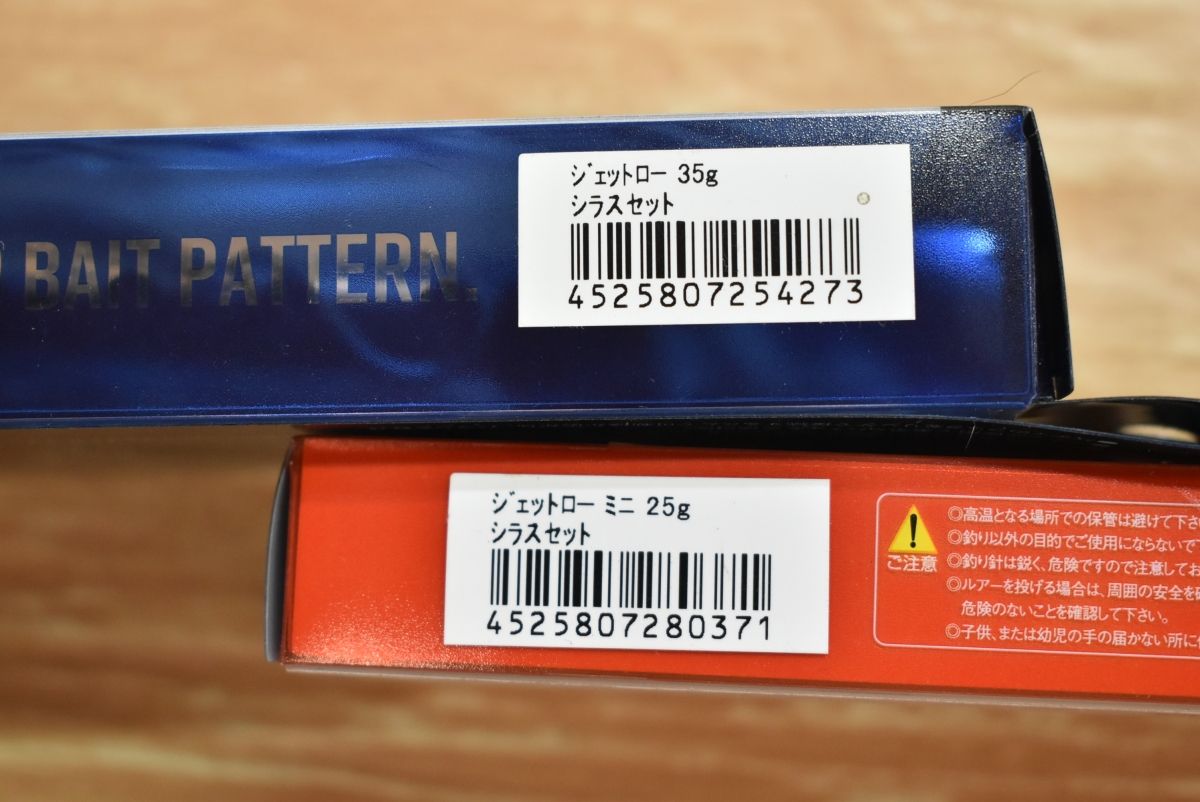 BAIT PATTERN.
ジェットロー 35g
シラスセット
4525807254273
ジェットロー ミニ 25g
シラスセット
4525807280371
ご注意
◎高温となる場所での保管は避けて下さ
◎釣り以外の目的でご使用にならないで
◎釣り針は鋭く、危険ですので注意してお
◎ルアーを投げる場合は、周囲の安全を確
危険のないことを確認して下さい。
◎子供、または幼児の手の届かない所に